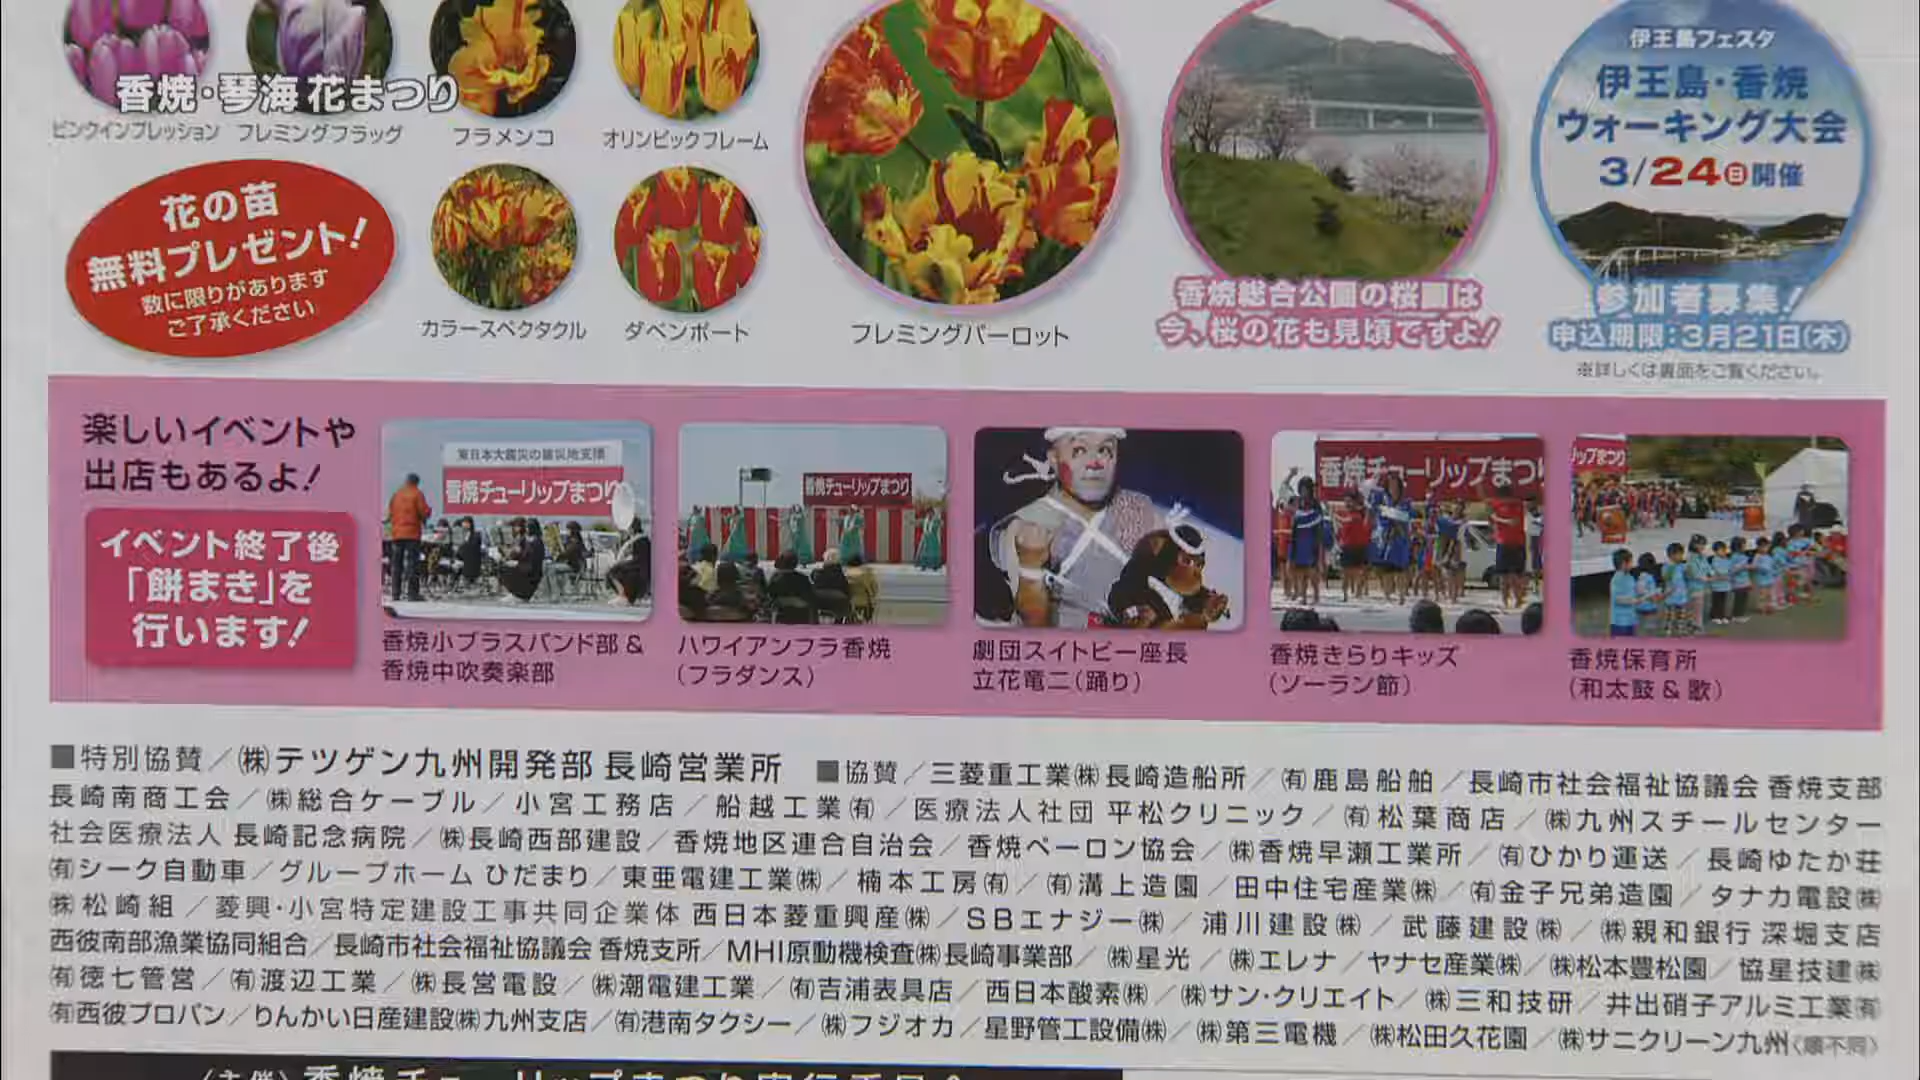 香焼・琴海 花まつり
ピンクインプレッション
フレミングフラッグ
フラメンコ
オリンピックフレーム
花の苗
無料プレゼント!
数に限りがあります
ご了承ください
カラースペクタクル
ダベンポート
フレミングパーロット
香焼総合公園の桜園は
今、桜の花も見頃ですよ!
伊王島フェスタ
伊王島・香焼
ウォーキング大会
3/24㊐開催
参加者募集!
申込期限:3月21日(木)
※詳しくは裏面をご覧ください。
楽しいイベントや
出店もあるよ!
イベント終了後
「餅まき」を
行います!
東日本大震災の被災地支援
香焼チューリップまつり
香焼小ブラスバンド部&
香焼中吹奏楽部
香焼チューリップまつり
ハワイアンフラ香焼
(フラダンス)
劇団スイトピー座長
立花竜二(踊り)
香焼チューリップまつり
香焼きらりキッズ
(ソーラン節)
リップまつり
香焼保育所
(和太鼓&歌)
■特別協賛/㈱テツゲン九州開発部 長崎営業所 ■協賛/三菱重工業㈱長崎造船所/㈲鹿島船舶/長崎市社会福祉協議会 香焼支部
長崎南商工会/㈱総合ケーブル/小宮工務店/船越工業㈲/医療法人社団 平松クリニック/㈲松葉商店/㈱九州スチールセンター
社会医療法人 長崎記念病院/㈱長崎西部建設/香焼地区連合自治会/香焼ペーロン協会/㈱香焼早瀬工業所/㈲ひかり運送/長崎ゆたか荘
㈲シーク自動車/グループホーム ひだまり/東亜電建工業㈱/楠本工房㈲/㈲溝上造園/田中住宅産業㈱/㈲金子兄弟造園/タナカ電設㈱
㈱松崎組/菱興・小宮特定建設工事共同企業体 西日本菱重興産㈱/SBエナジー㈱/浦川建設㈱/武藤建設㈱/㈱親和銀行 深堀支店
西彼南部漁業協同組合/長崎市社会福祉協議会 香焼支所/MHI原動機検査㈱長崎事業部/㈱星光/㈱エレナ/ヤナセ産業㈱/㈱松本豊松園/協星技建㈱
㈲徳七管営/㈲渡辺工業/㈱長営電設/㈱潮電建工業/㈲吉浦表具店/西日本酸素㈱/㈱サン・クリエイト/㈱三和技研/井出硝子アルミ工業㈲
㈲西彼プロパン/りんかい日産建設㈱九州支店/㈲港南タクシー/㈱フジオカ/星野管工設備㈱/㈱第三電機/㈱松田久花園/㈱サニクリーン九州〈順不同〉
〈主催〉香焼チューリップまつり実行委員会